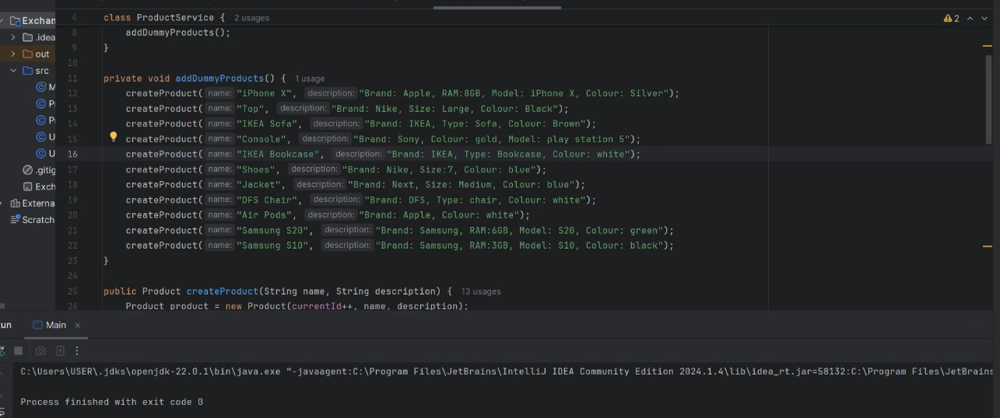 Exchan
.idea
out
src
M
P
P
U
U
.gitig
Exch
Externa
Scratch
4 class ProductService { 2 usages
2
8 addDummyProducts();
9 }
10
11 private void addDummyProducts() { 1 usage
12 createProduct( name: "iPhone X", description: "Brand: Apple, RAM:8GB, Model: iPhone X, Colour: Silver");
13 createProduct( name: "Top", description: "Brand: Nike, Size: Large, Colour: Black");
14 createProduct( name: "IKEA Sofa", description: "Brand: IKEA, Type: Sofa, Colour: Brown");
15 createProduct( name: "Console", description: "Brand: Sony, Colour: gold, Model: play station 5");
16 createProduct( name: "IKEA Bookcase", description: "Brand: IKEA, Type: Bookcase, Colour: white");
17 createProduct( name: "Shoes", description: "Brand: Nike, Size:7, Colour: blue");
18 createProduct( name: "Jacket", description: "Brand: Next, Size: Medium, Colour: blue");
19 createProduct( name: "DFS Chair", description: "Brand: DFS, Type: chair, Colour: white");
20 createProduct( name: "Air Pods", description: "Brand: Apple, Colour: white");
21 createProduct( name: "Samsung S20", description: "Brand: Samsung, RAM:6GB, Model: S20, Colour: green");
22 createProduct( name: "Samsung S10", description: "Brand: Samsung, RAM:3GB, Model: S10, Colour: black");
23 }
24
25 public Product createProduct(String name, String description) { 13 usages
26 Product product = new Product(currentId++, name, description);
un Main
C:\Users\USER\.jdks\openjdk-22.0.1\bin\java.exe "-javaagent:C:\Program Files\JetBrains\IntelliJ IDEA Community Edition 2024.1.4\lib\idea_rt.jar=58132:C:\Program Files\JetBrains
Process finished with exit code 0